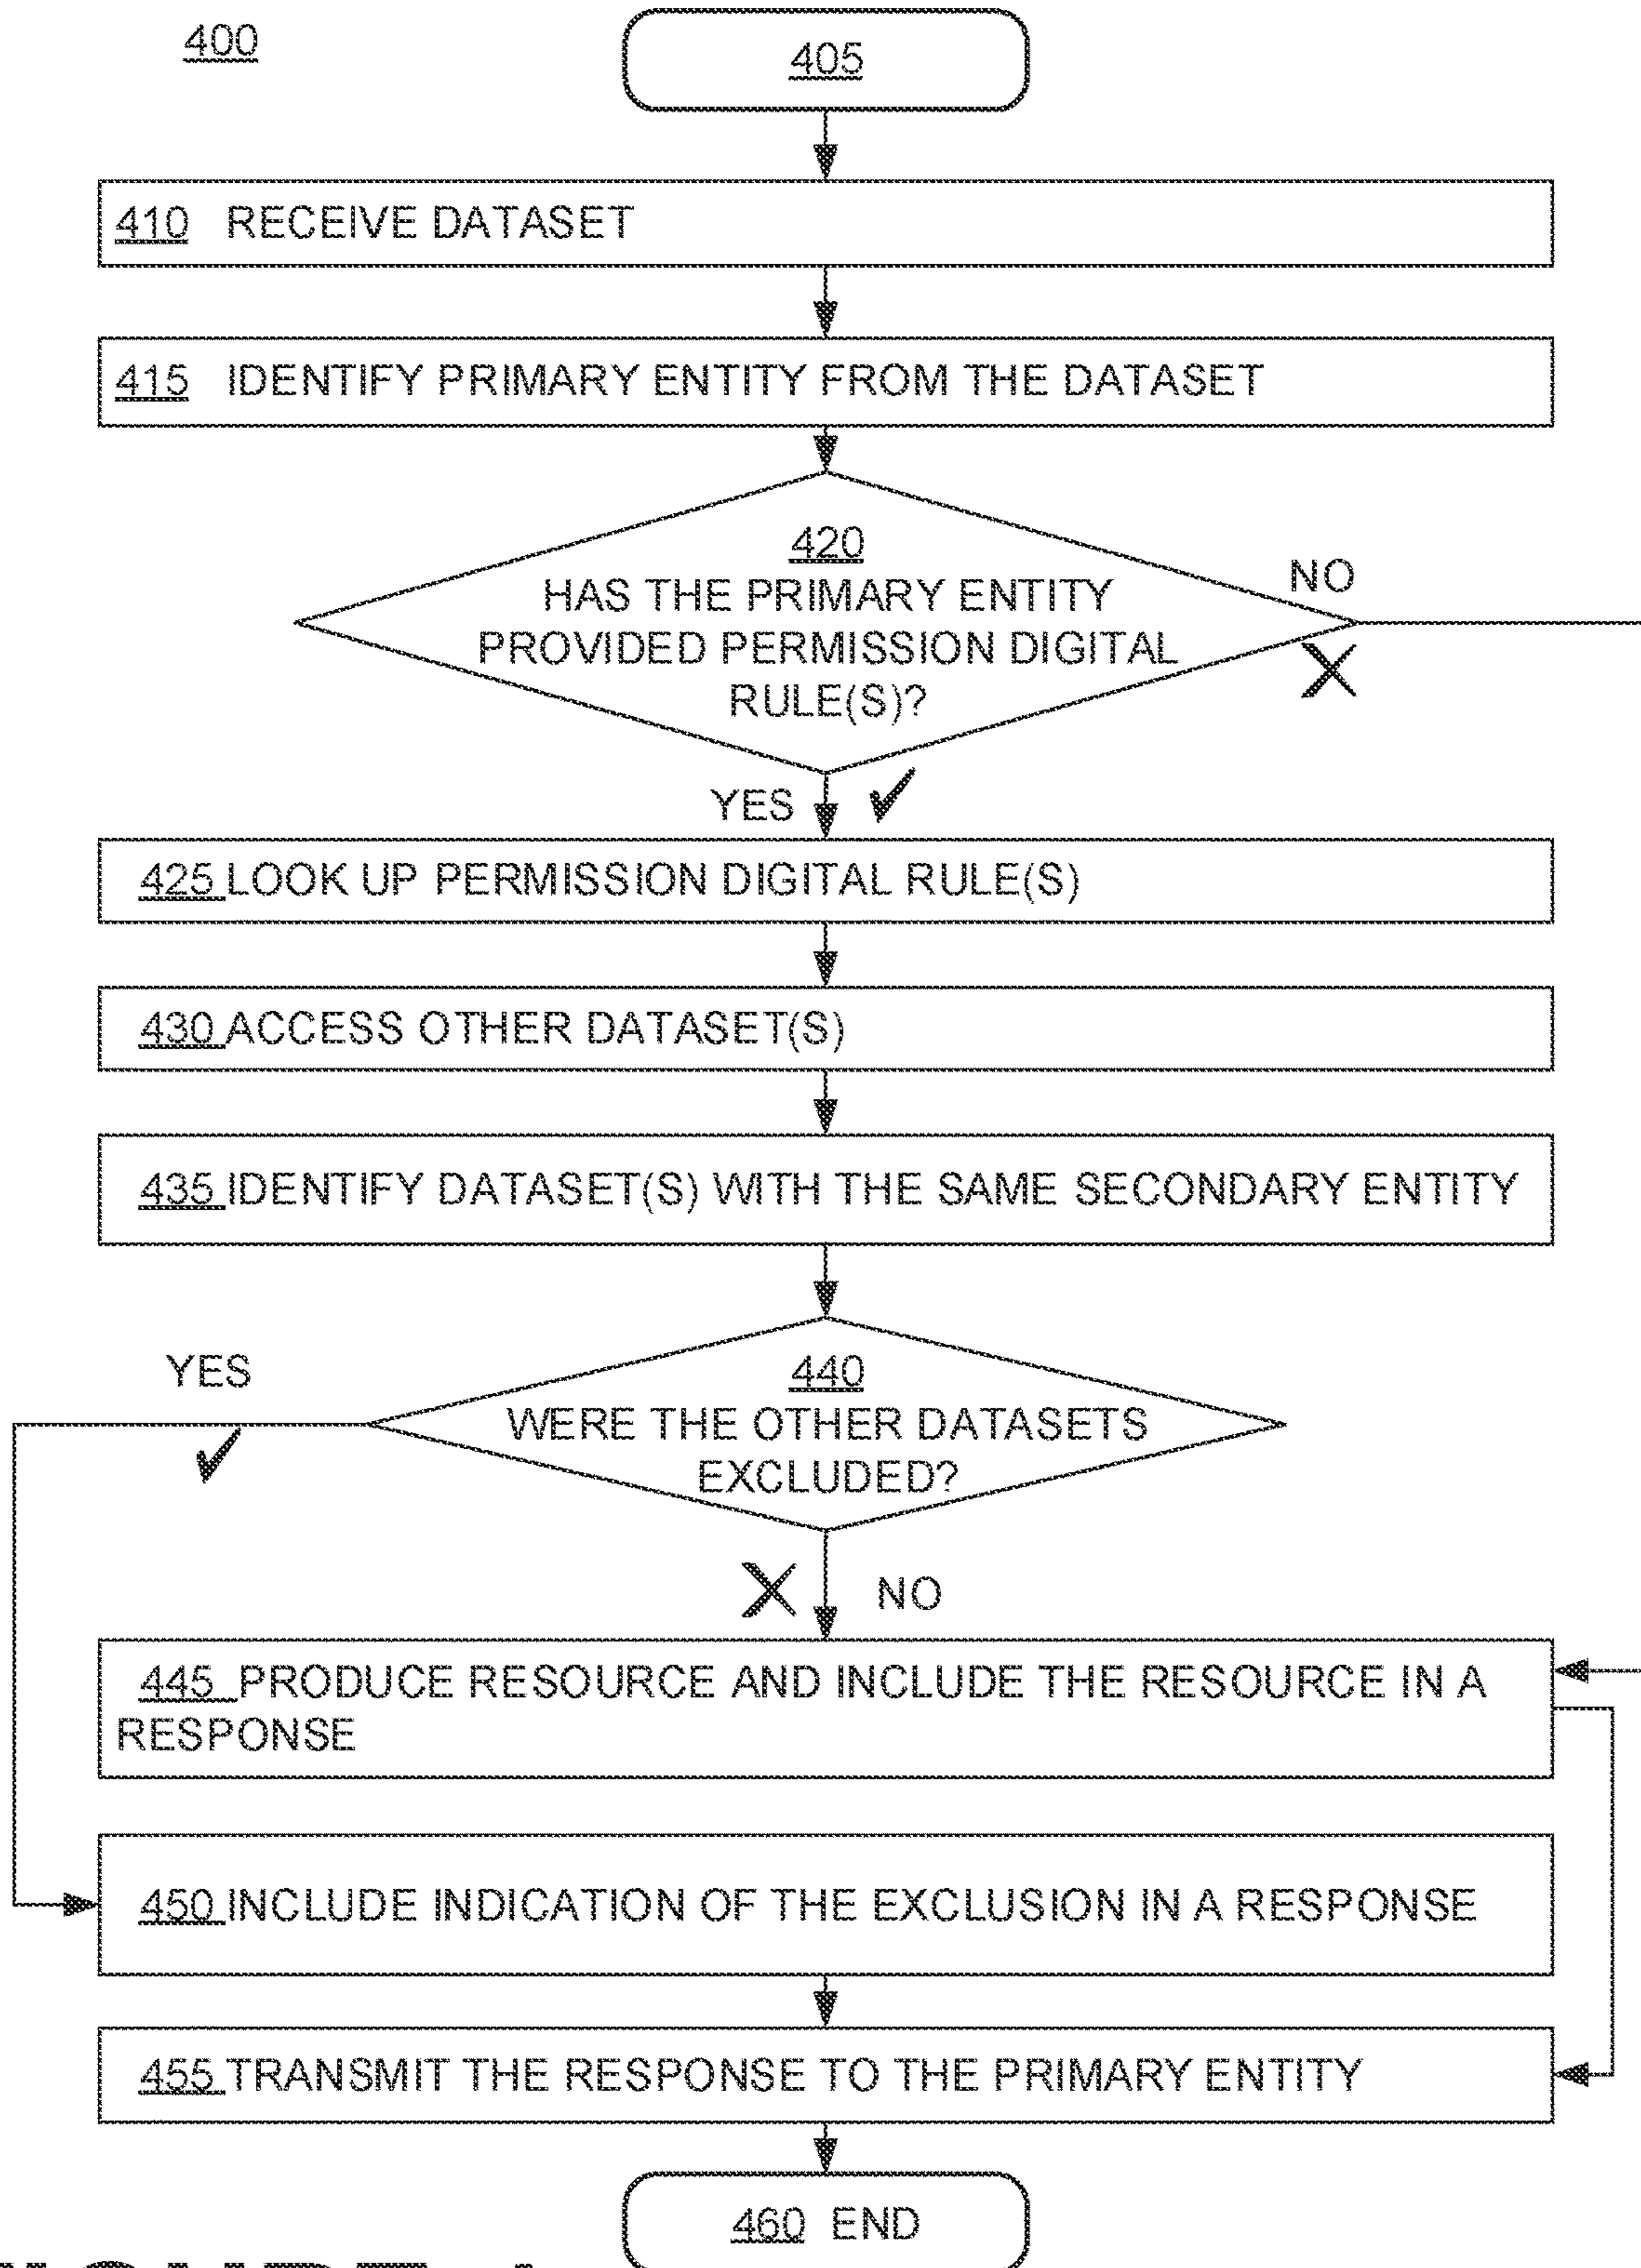 400
405
410 RECEIVE DATASET
415 IDENTIFY PRIMARY ENTITY FROM THE DATASET
420
HAS THE PRIMARY ENTITY
PROVIDED PERMISSION DIGITAL
RULE(S)?
NO
YES
425 LOOK UP PERMISSION DIGITAL RULE(S)
430 ACCESS OTHER DATASET(S)
435 IDENTIFY DATASET(S) WITH THE SAME SECONDARY ENTITY
440
WERE THE OTHER DATASETS
EXCLUDED?
YES
NO
445 PRODUCE RESOURCE AND INCLUDE THE RESOURCE IN A
RESPONSE
450 INCLUDE INDICATION OF THE EXCLUSION IN A RESPONSE
455 TRANSMIT THE RESPONSE TO THE PRIMARY ENTITY
460 END